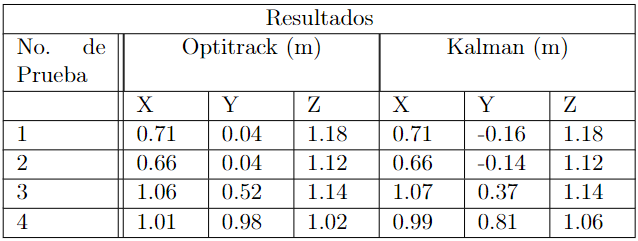 Resultados
No. de Optitrack (m) Kalman (m)
Prueba
X Y Z X Y Z
1 0.71 0.04 1.18 0.71 -0.16 1.18
2 0.66 0.04 1.12 0.66 -0.14 1.12
3 1.06 0.52 1.14 1.07 0.37 1.14
4 1.01 0.98 1.02 0.99 0.81 1.06